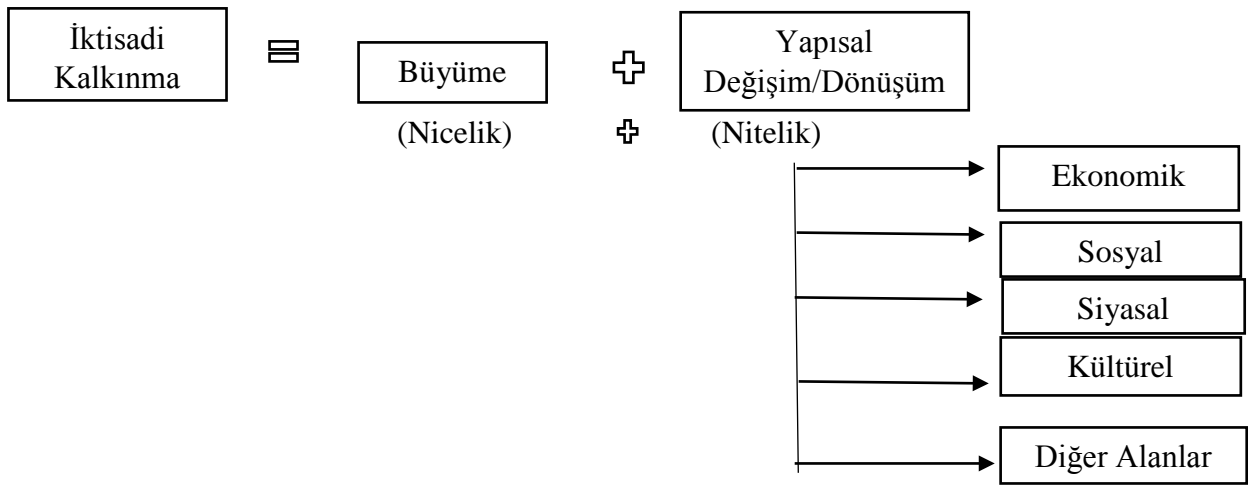 İktisadi
Kalkınma
Büyüme
Yapısal
Değişim/Dönüşüm
(Nicelik)
(Nitelik)
Ekonomik
Sosyal
Siyasal
Kültürel
Diğer Alanlar